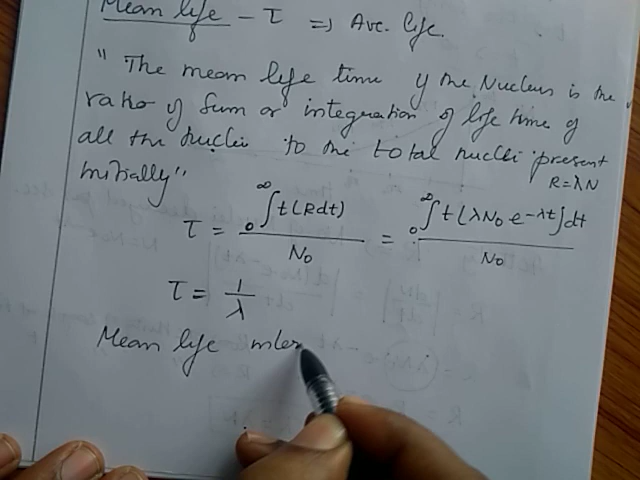 Mean life - τ ⇒ Ave. life.
"The mean life time of the Nucleus is the
ratio of Sum or integration of life time of
all the nuclei to the total nuclei present
initially"
R = λN
τ = ₀∫^∞ t(Rdt) / N₀ = ₀∫^∞ t(λN₀ e-λt)dt / N₀
τ = 1/λ
Mean life